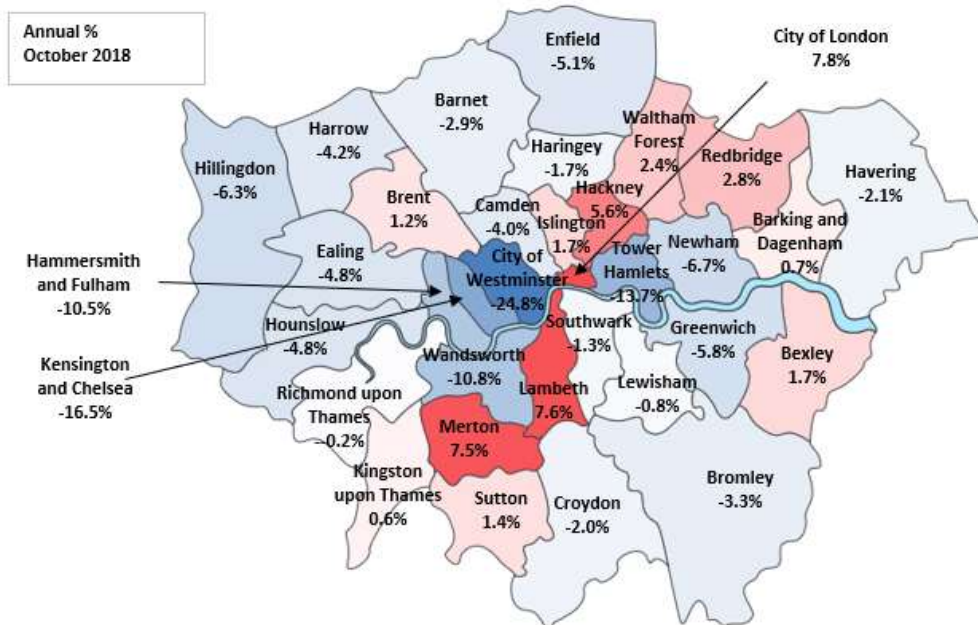 Annual %
October 2018
City of London
7.8%
Enfield
-5.1%
Barnet
-2.9%
Harrow
-4.2%
Hillingdon
-6.3%
Haringey
-1.7%
Waltham
Forest
2.4%
Redbridge
2.8%
Havering
-2.1%
Brent
1.2%
Camden
-4.0%
Islington
1.7%
Hackney
5.6%
Barking and
Dagenham
0.7%
Ealing
-4.8%
City of
Westminster
-24.8%
Tower
Hamlets
-13.7%
Newham
-6.7%
Hammersmith
and Fulham
-10.5%
Hounslow
-4.8%
Kensington
and Chelsea
-16.5%
Wandsworth
-10.8%
Southwark
-1.3%
Greenwich
-5.8%
Bexley
1.7%
Richmond upon
Thames
-0.2%
Lambeth
7.6%
Lewisham
-0.8%
Merton
7.5%
Kingston
upon Thames
0.6%
Sutton
1.4%
Croydon
-2.0%
Bromley
-3.3%